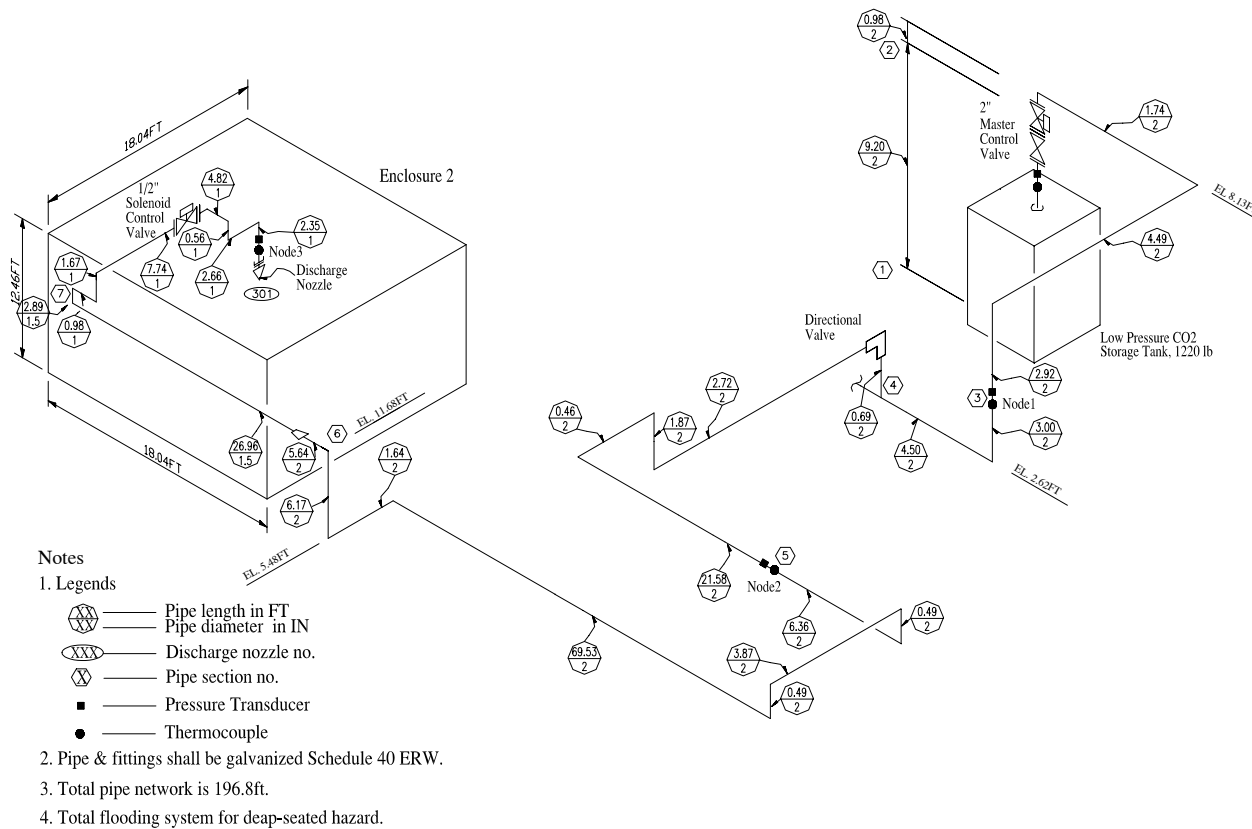 0.98
2
2
2"
Master
Control
Valve
1.74
2
9.20
2
EL 8.13F
1
4.49
2
Low Pressure CO2
Storage Tank, 1220 lb
2.92
2
3
Node1
3.00
2
EL. 2.62FT
18.04FT
Enclosure 2
1/2"
Solenoid
Control
Valve
4.82
1
0.56
1
2.35
1
Node3
Discharge
Nozzle
301
12.46FT
1.67
1
7.74
1
2.66
1
7
2.89
1.5
0.98
1
18.04FT
26.96
1.5
EL. 11.68FT
6
5.64
2
1.64
2
6.17
2
EL. 5.48FT
Directional
Valve
4
0.69
2
4.50
2
2.72
2
1.87
2
0.46
2
5
Node2
21.58
2
6.36
2
0.49
2
3.87
2
0.49
2
69.53
2
Notes
1. Legends
XX
XX
Pipe length in FT
Pipe diameter in IN
XXX
Discharge nozzle no.
X
Pipe section no.
Pressure Transducer
Thermocouple
2. Pipe & fittings shall be galvanized Schedule 40 ERW.
3. Total pipe network is 196.8ft.
4. Total flooding system for deap-seated hazard.